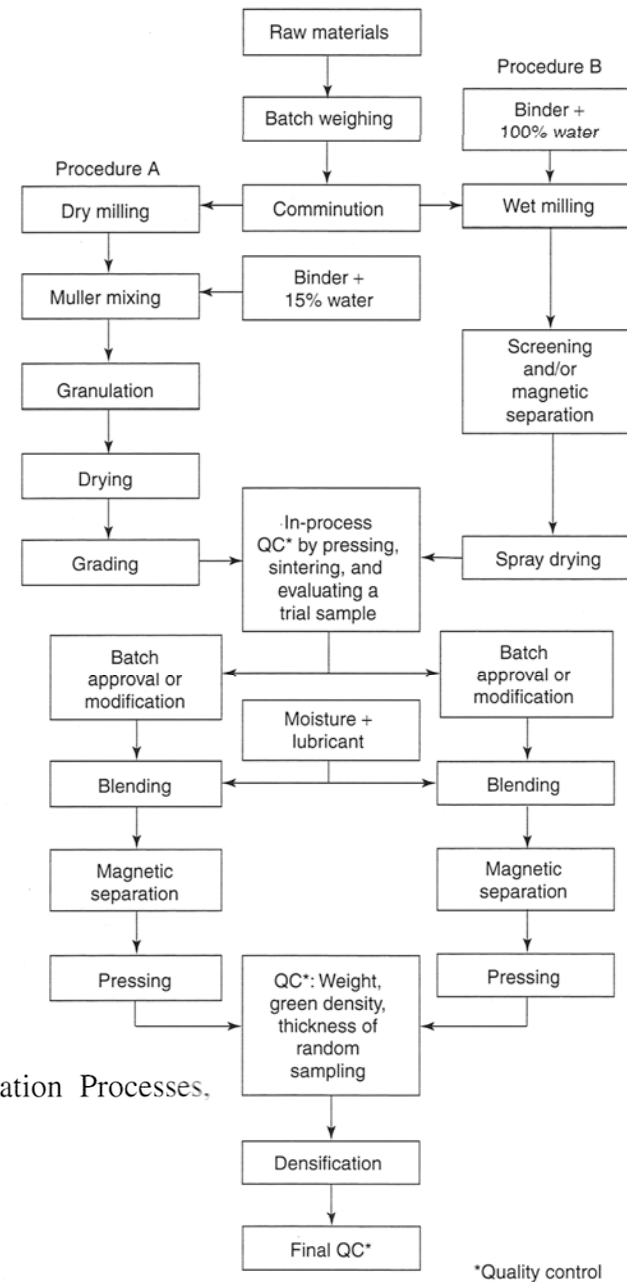 Raw materials
Procedure B
Batch weighing
Binder +
100% water
Procedure A
Dry milling
Comminution
Wet milling
Muller mixing
Binder +
15% water
Screening
and/or
magnetic
separation
Granulation
Drying
In-process
QC* by pressing,
sintering, and
evaluating a
trial sample
Grading
Spray drying
Batch
approval or
modification
Batch
approval or
modification
Moisture +
lubricant
Blending
Blending
Magnetic
separation
Magnetic
separation
Pressing
QC*: Weight,
green density,
thickness of
random
sampling
Pressing
ation Processes,
Densification
Final QC*
*Quality control